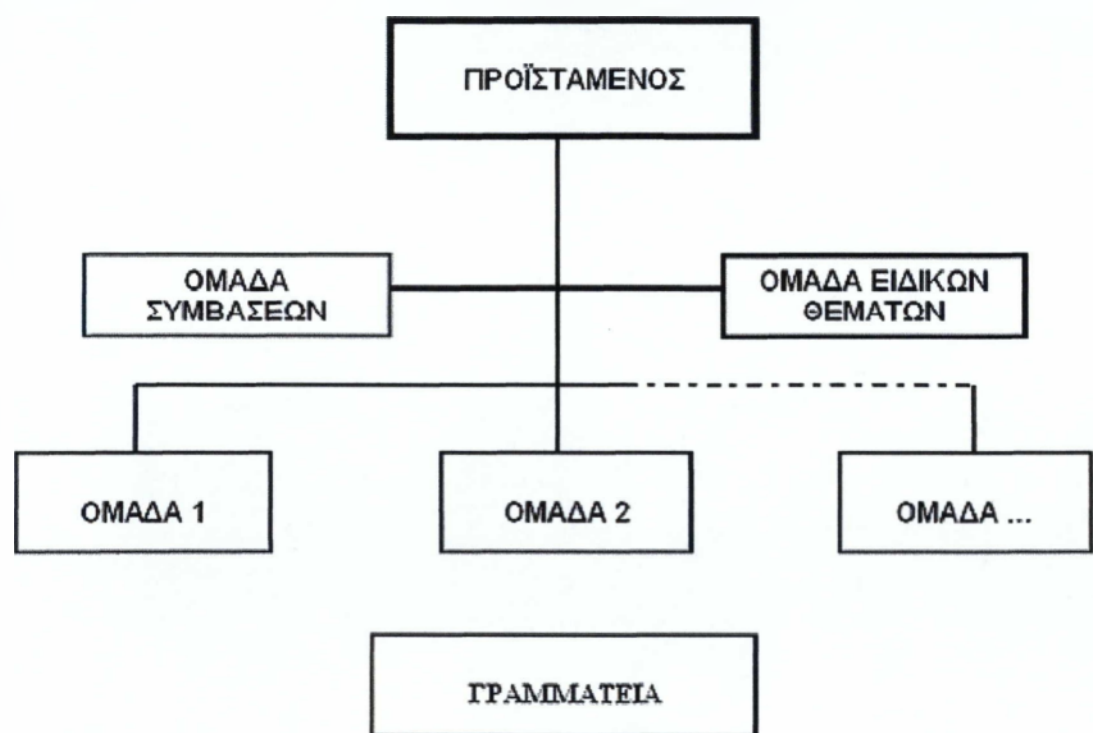 ΠΡΟΪΣΤΑΜΕΝΟΣ
ΟΜΑΔΑ
ΣΥΜΒΑΣΕΩΝ
ΟΜΑΔΑ ΕΙΔΙΚΩΝ
ΘΕΜΑΤΩΝ
ΟΜΑΔΑ 1
ΟΜΑΔΑ 2
ΟΜΑΔΑ ...
ΓΡΑΜΜΑΤΕΙΑ